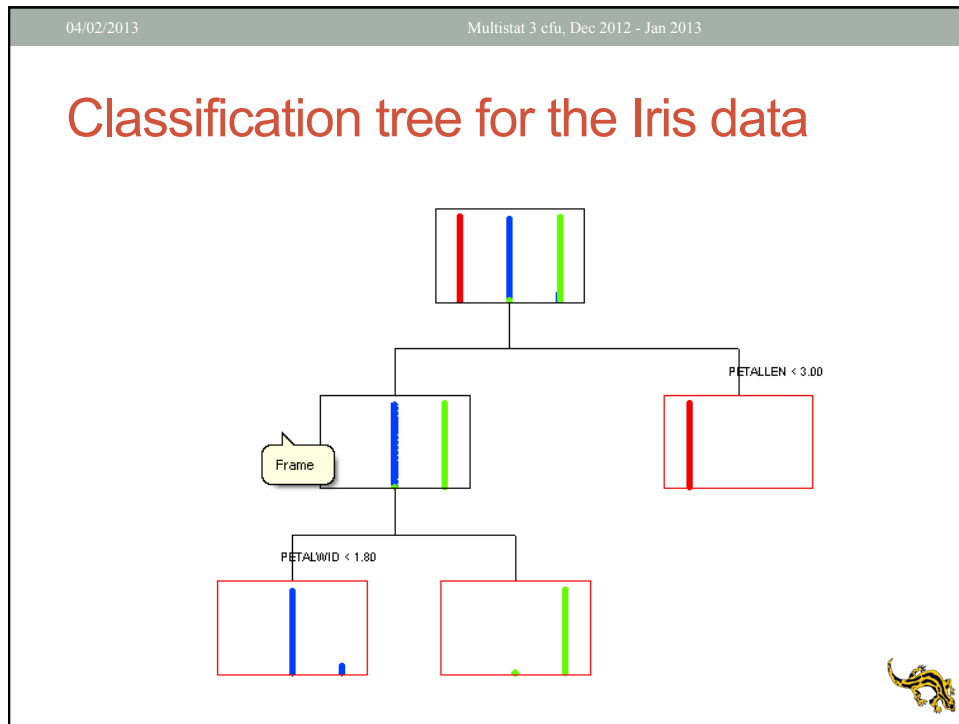 04/02/2013
Multistat 3 cfu, Dec 2012 - Jan 2013
Classification tree for the Iris data
PETALLEN < 3.00
Frame
PETALWID < 1.80